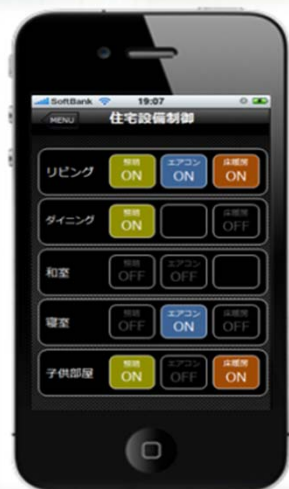 SoftBank 19:07
MENU 住宅設備制御
リビング 照明 ON エアコン ON 床暖房 ON
ダイニング 照明 ON 床暖房 OFF
和室 照明 OFF エアコン OFF
寝室 照明 OFF エアコン ON 床暖房 OFF
子供部屋 照明 ON エアコン OFF 床暖房 ON